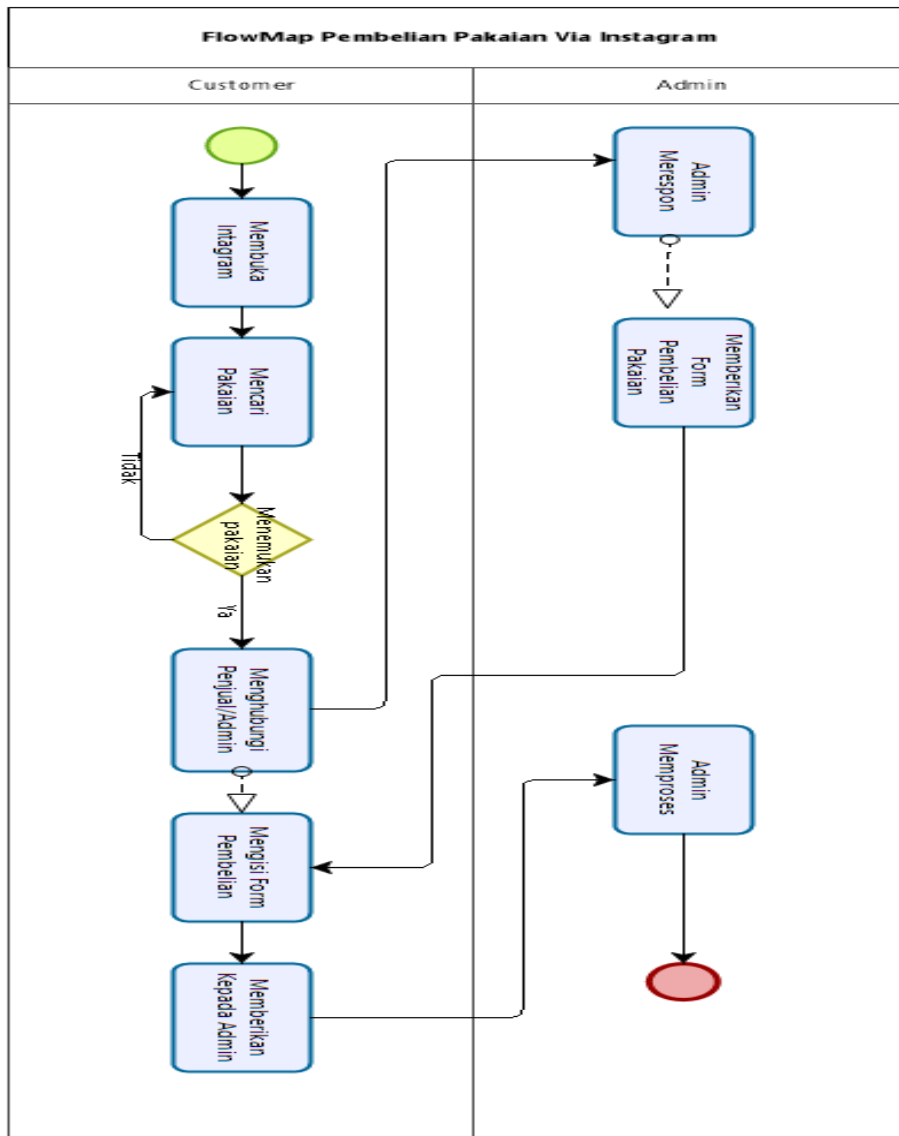 FlowMap Pembelian Pakaian Via Instagram
Customer
Admin
Membuka
Intagram
Mencari
Pakaian
Tidak
Menemukan
pakaian
Ya
Menghubungi
Penjual/Admin
Mengisi Form
Pembelian
Memberikan
Kepada Admin
Admin
Merespon
Memberikan
Form
Pembelian
Pakaian
Admin
Memproses